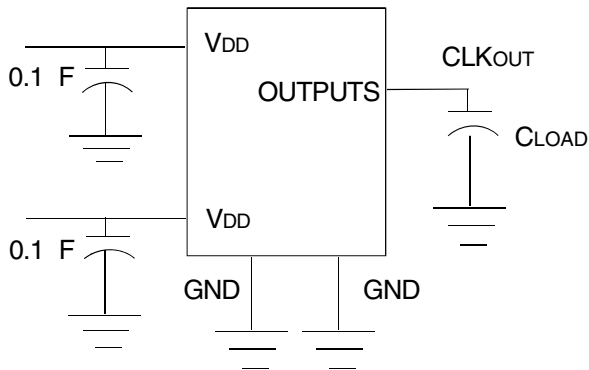 VDD
CLKOUT
0.1 F
OUTPUTS
CLOAD
VDD
0.1 F
GND
GND